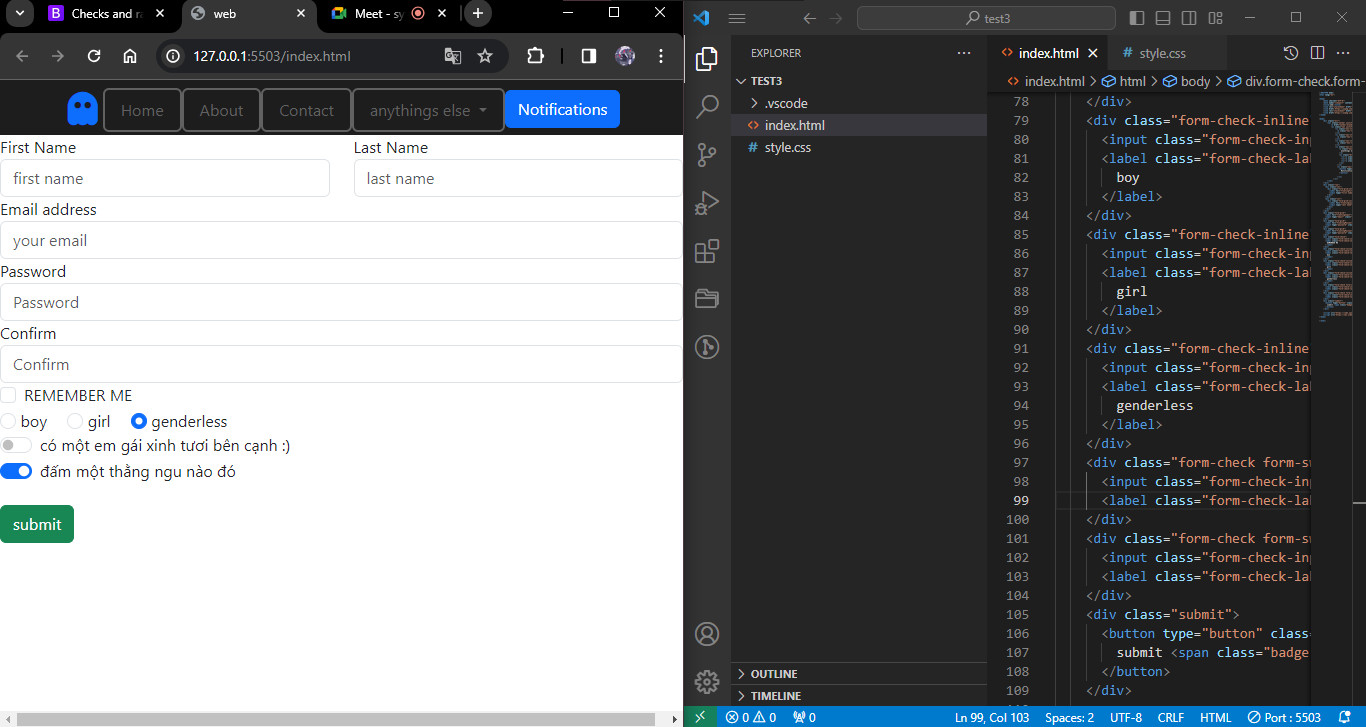 Checks and ra
web
Meet - sy
127.0.0.1:5503/index.html
Home
About
Contact
anythings else
Notifications
First Name
Last Name
first name
last name
Email address
your email
Password
Password
Confirm
Confirm
REMEMBER ME
boy
girl
genderless
có một em gái xinh tươi bên cạnh :)
đấm một thằng ngu nào đó
submit
test3
EXPLORER
TEST3
.vscode
index.html
style.css
OUTLINE
TIMELINE
index.html
style.css
index.html > html > body > div.form-check.form-
78 </div>
79 <div class="form-check-inline
80 <input class="form-check-inp
81 <label class="form-check-lab
82 boy
83 </label>
84 </div>
85 <div class="form-check-inline
86 <input class="form-check-inp
87 <label class="form-check-lab
88 girl
89 </label>
90 </div>
91 <div class="form-check-inline
92 <input class="form-check-inp
93 <label class="form-check-lab
94 genderless
95 </label>
96 </div>
97 <div class="form-check form-sw
98 <input class="form-check-inp
99 <label class="form-check-lab
100 </div>
101 <div class="form-check form-sw
102 <input class="form-check-inp
103 <label class="form-check-lab
104 </div>
105 <div class="submit">
106 <button type="button" class=
107 submit <span class="badge
108 </button>
109 </div>
0 0 0
Ln 99, Col 103
Spaces: 2
UTF-8
CRLF
HTML
Port : 5503